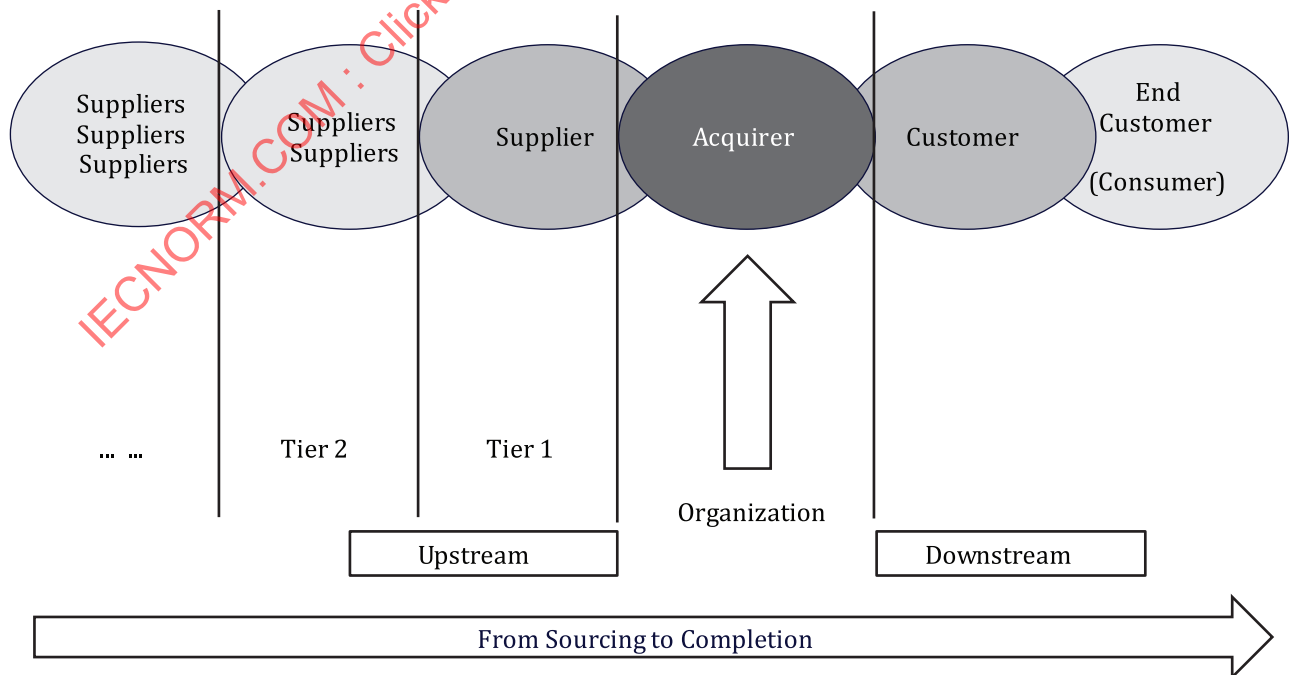 Suppliers
Suppliers
Suppliers
Suppliers
Suppliers
Supplier
Acquirer
Customer
End
Customer
(Consumer)
IECNORM.COM : Click
... ...
Tier 2
Tier 1
Organization
Upstream
Downstream
From Sourcing to Completion